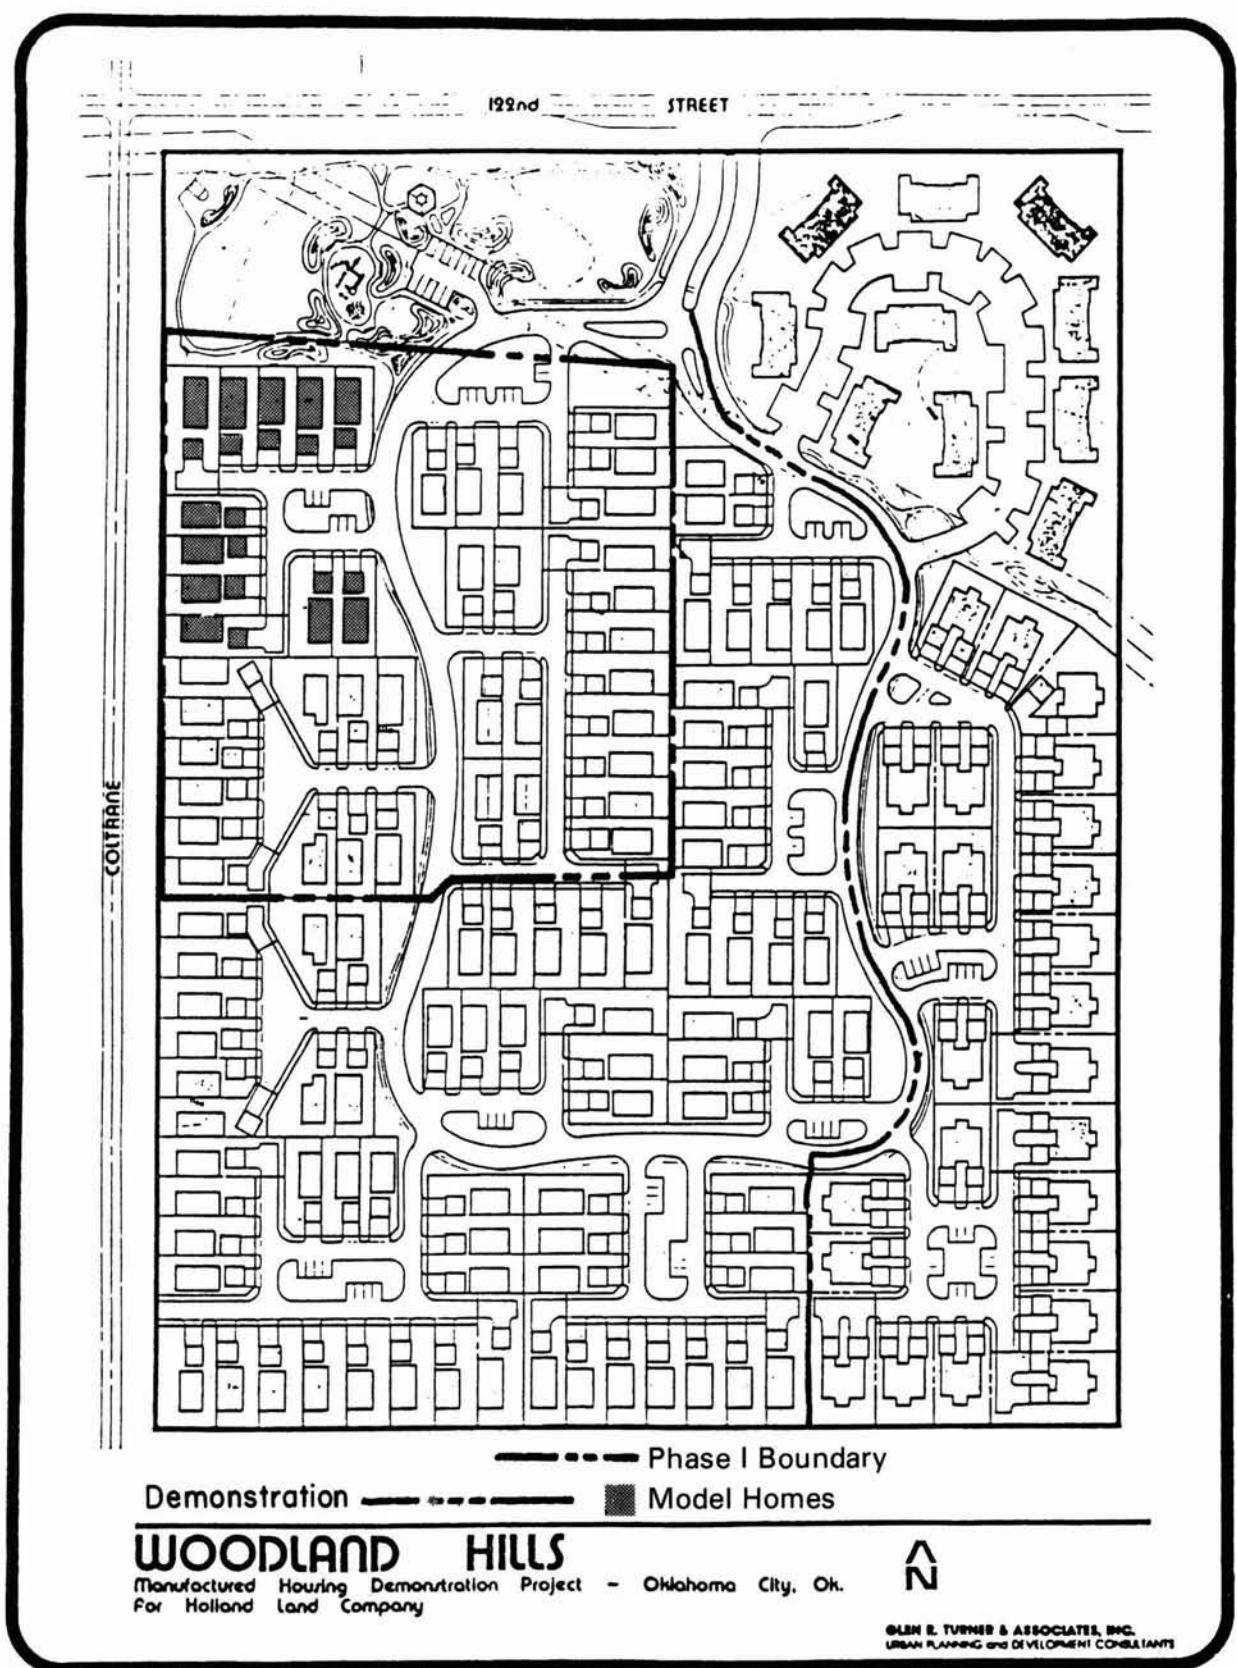 122nd STREET
COLTRANE
Phase I Boundary
Demonstration
Model Homes
WOODLAND HILLS
Manufactured Housing Demonstration Project - Oklahoma City, Ok.
For Holland Land Company
N
GLEN R. TURNER & ASSOCIATES, INC.
URBAN PLANNING and DEVELOPMENT CONSULTANTS